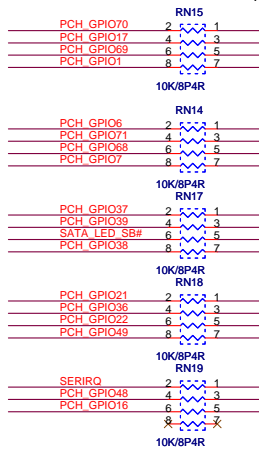 RN15
PCH_GPIO70 2 1
PCH_GPIO17 4 3
PCH_GPIO69 6 5
PCH_GPIO1 8 7
10K/8P4R
RN14
PCH_GPIO6 2 1
PCH_GPIO71 4 3
PCH_GPIO68 6 5
PCH_GPIO7 8 7
10K/8P4R
RN17
PCH_GPIO37 2 1
PCH_GPIO39 4 3
SATA_LED_SB# 6 5
PCH_GPIO38 8 7
10K/8P4R
RN18
PCH_GPIO21 2 1
PCH_GPIO36 4 3
PCH_GPIO22 6 5
PCH_GPIO49 8 7
10K/8P4R
RN19
SERIRQ 2 1
PCH_GPIO48 4 3
PCH_GPIO16 6 5
8 7
10K/8P4R